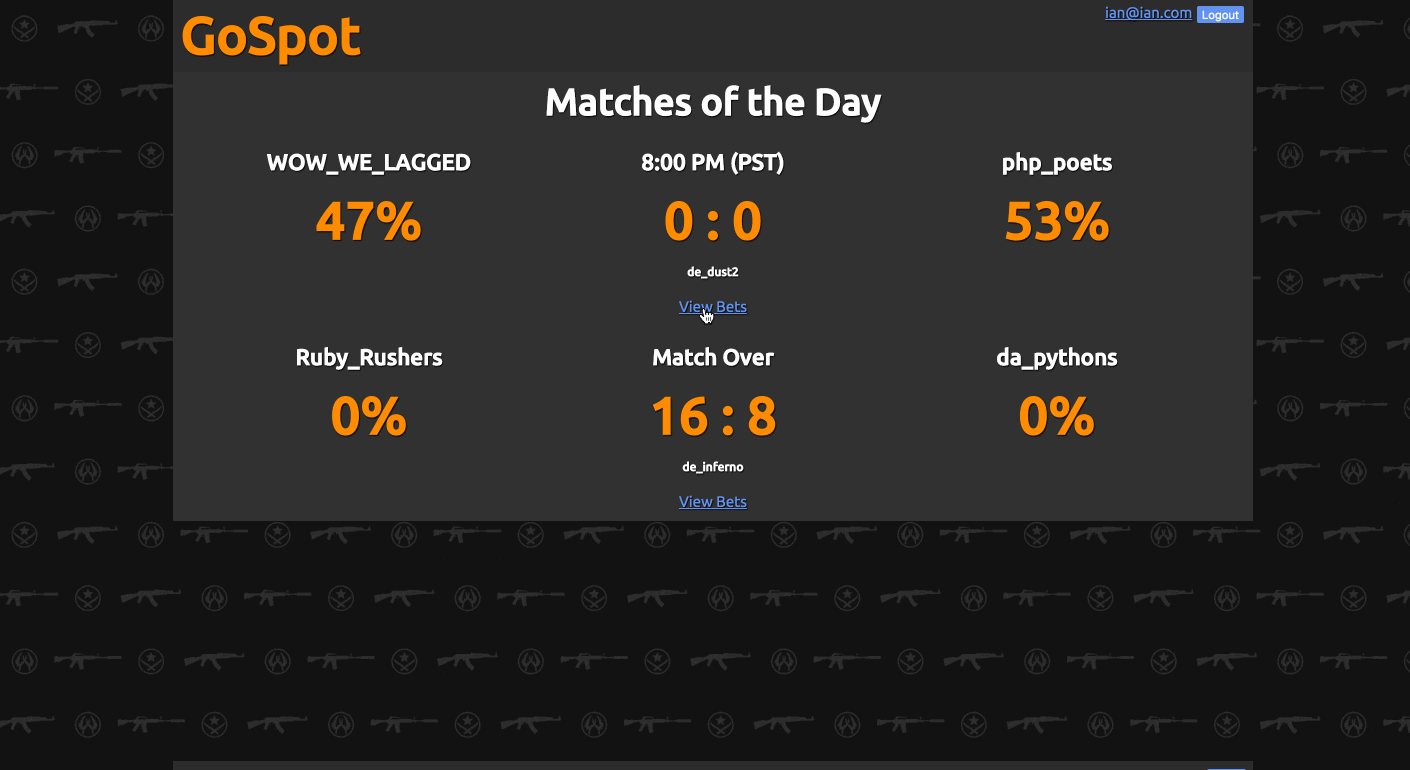 GoSpot
ian@ian.com Logout
Matches of the Day
WOW_WE_LAGGED 8:00 PM (PST) php_poets
47% 0 : 0 53%
de_dust2
View Bets
Ruby_Rushers Match Over da_pythons
0% 16 : 8 0%
de_inferno
View Bets